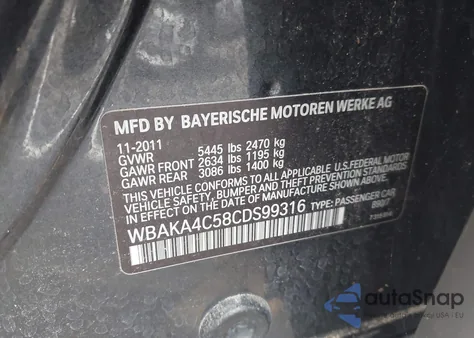 MFD BY BAYERISCHE MOTOREN WERKE AG
11-2011
GVWR 5445 lbs 2470 kg
GAWR FRONT 2634 lbs 1195 kg
GAWR REAR 3086 lbs 1400 kg
THIS VEHICLE CONFORMS TO ALL APPLICABLE U.S. FEDERAL MOTOR
VEHICLE SAFETY, BUMPER AND THEFT PREVENTION STANDARDS
IN EFFECT ON THE DATE OF MANUFACTURE SHOWN ABOVE.
WBAKA4C58CDS99316 TYPE: PASSENGER CAR
autoSnap